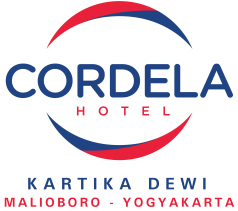 CORDELA
HOTEL
KARTIKA DEWI
MALIOBORO - YOGYAKARTA